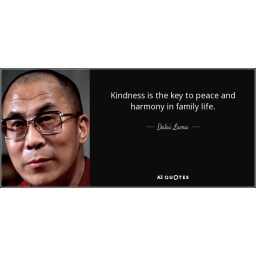 Kindness is the key to peace and
harmony in family life.
Dalai Lama
AZ QUOTES